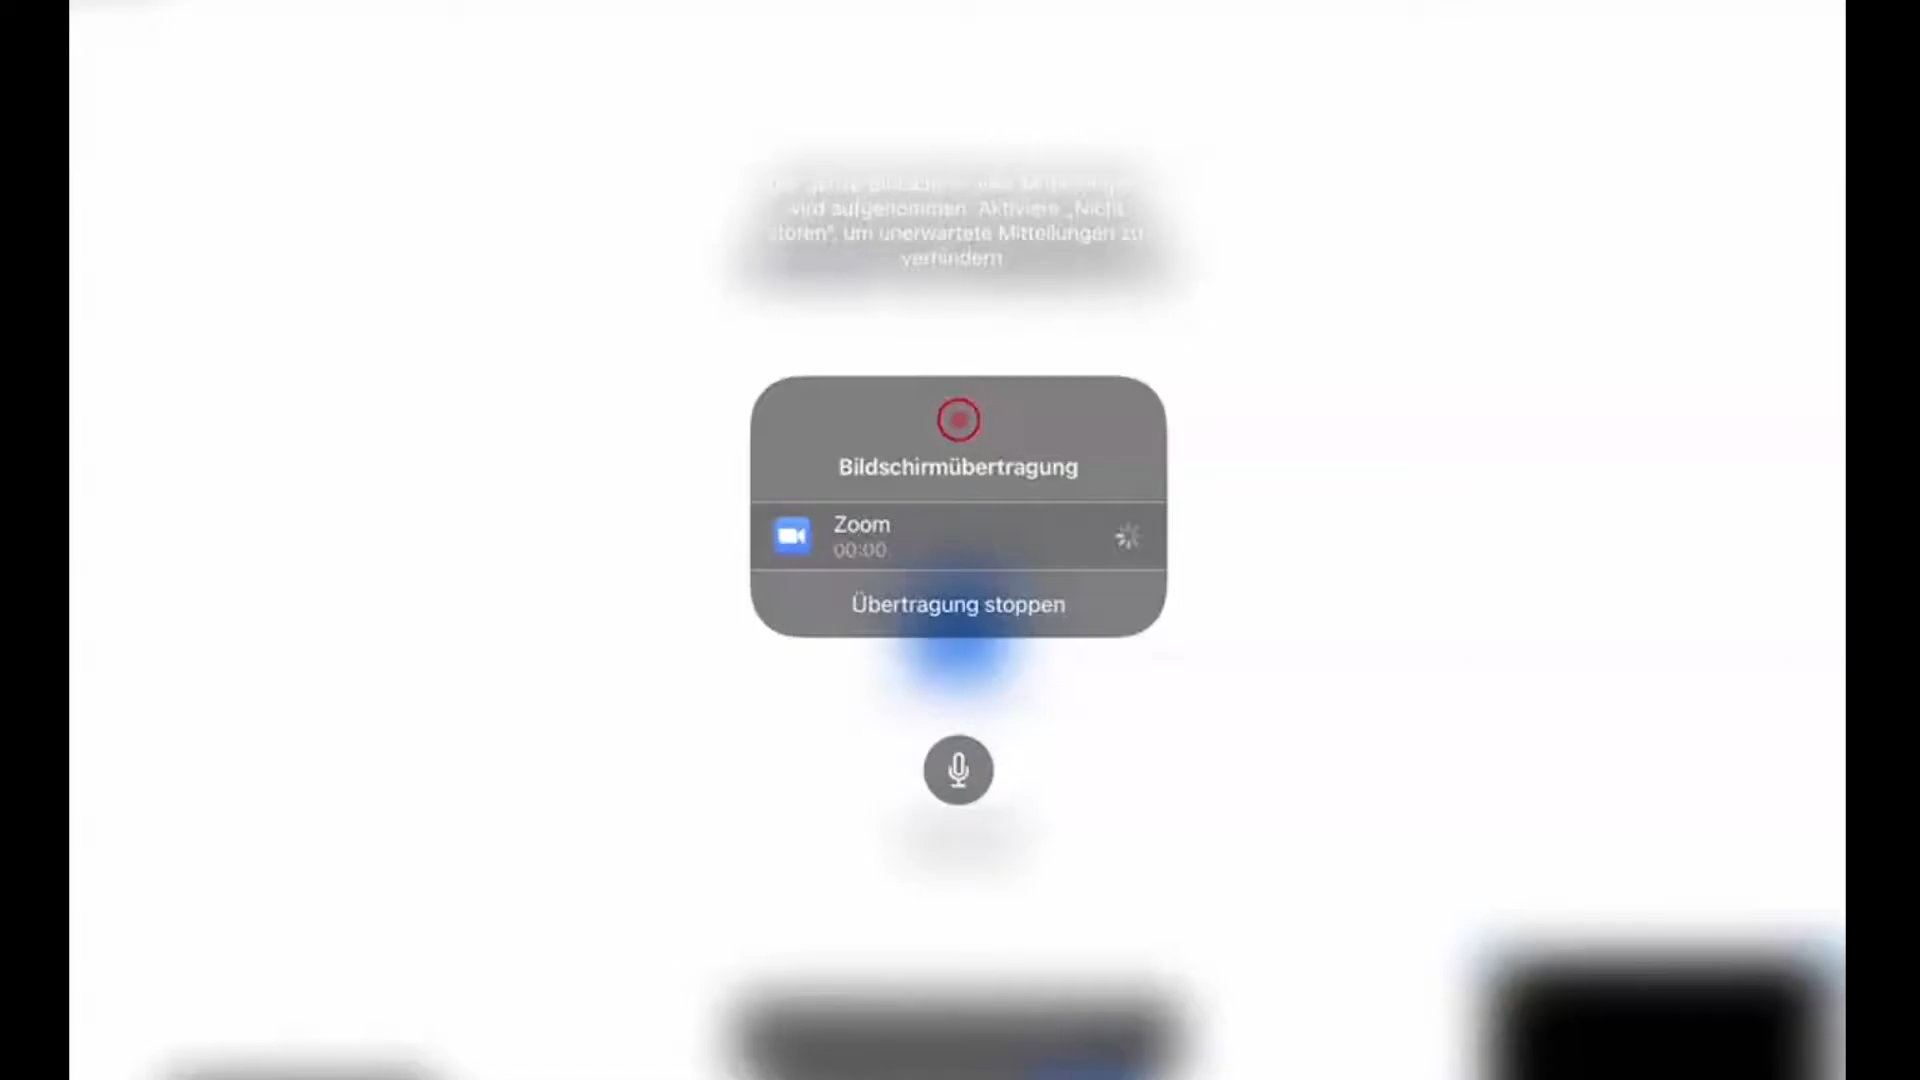 wird aufgenommen. Aktiviere „Nicht
stören“, um unerwartete Mitteilungen zu
verhindern
Bildschirmübertragung
Zoom
00:00
Übertragung stoppen